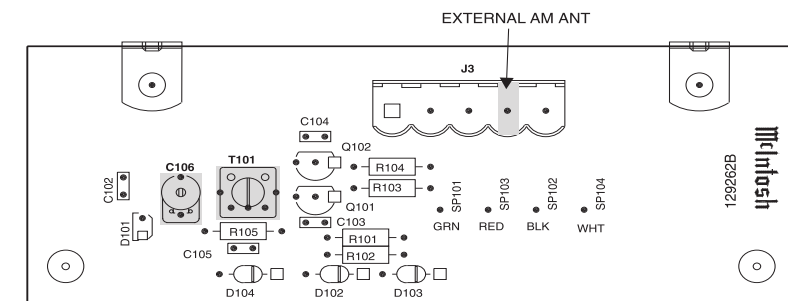 EXTERNAL AM ANT
J3
C104
Q102
C106
T101
R104
C102
R103
SP101
SP103
SP102
SP104
129262B
McIntosh
Q101
D101
C103
GRN
RED
BLK
WHT
R105
R101
C105
R102
D104
D102
D103